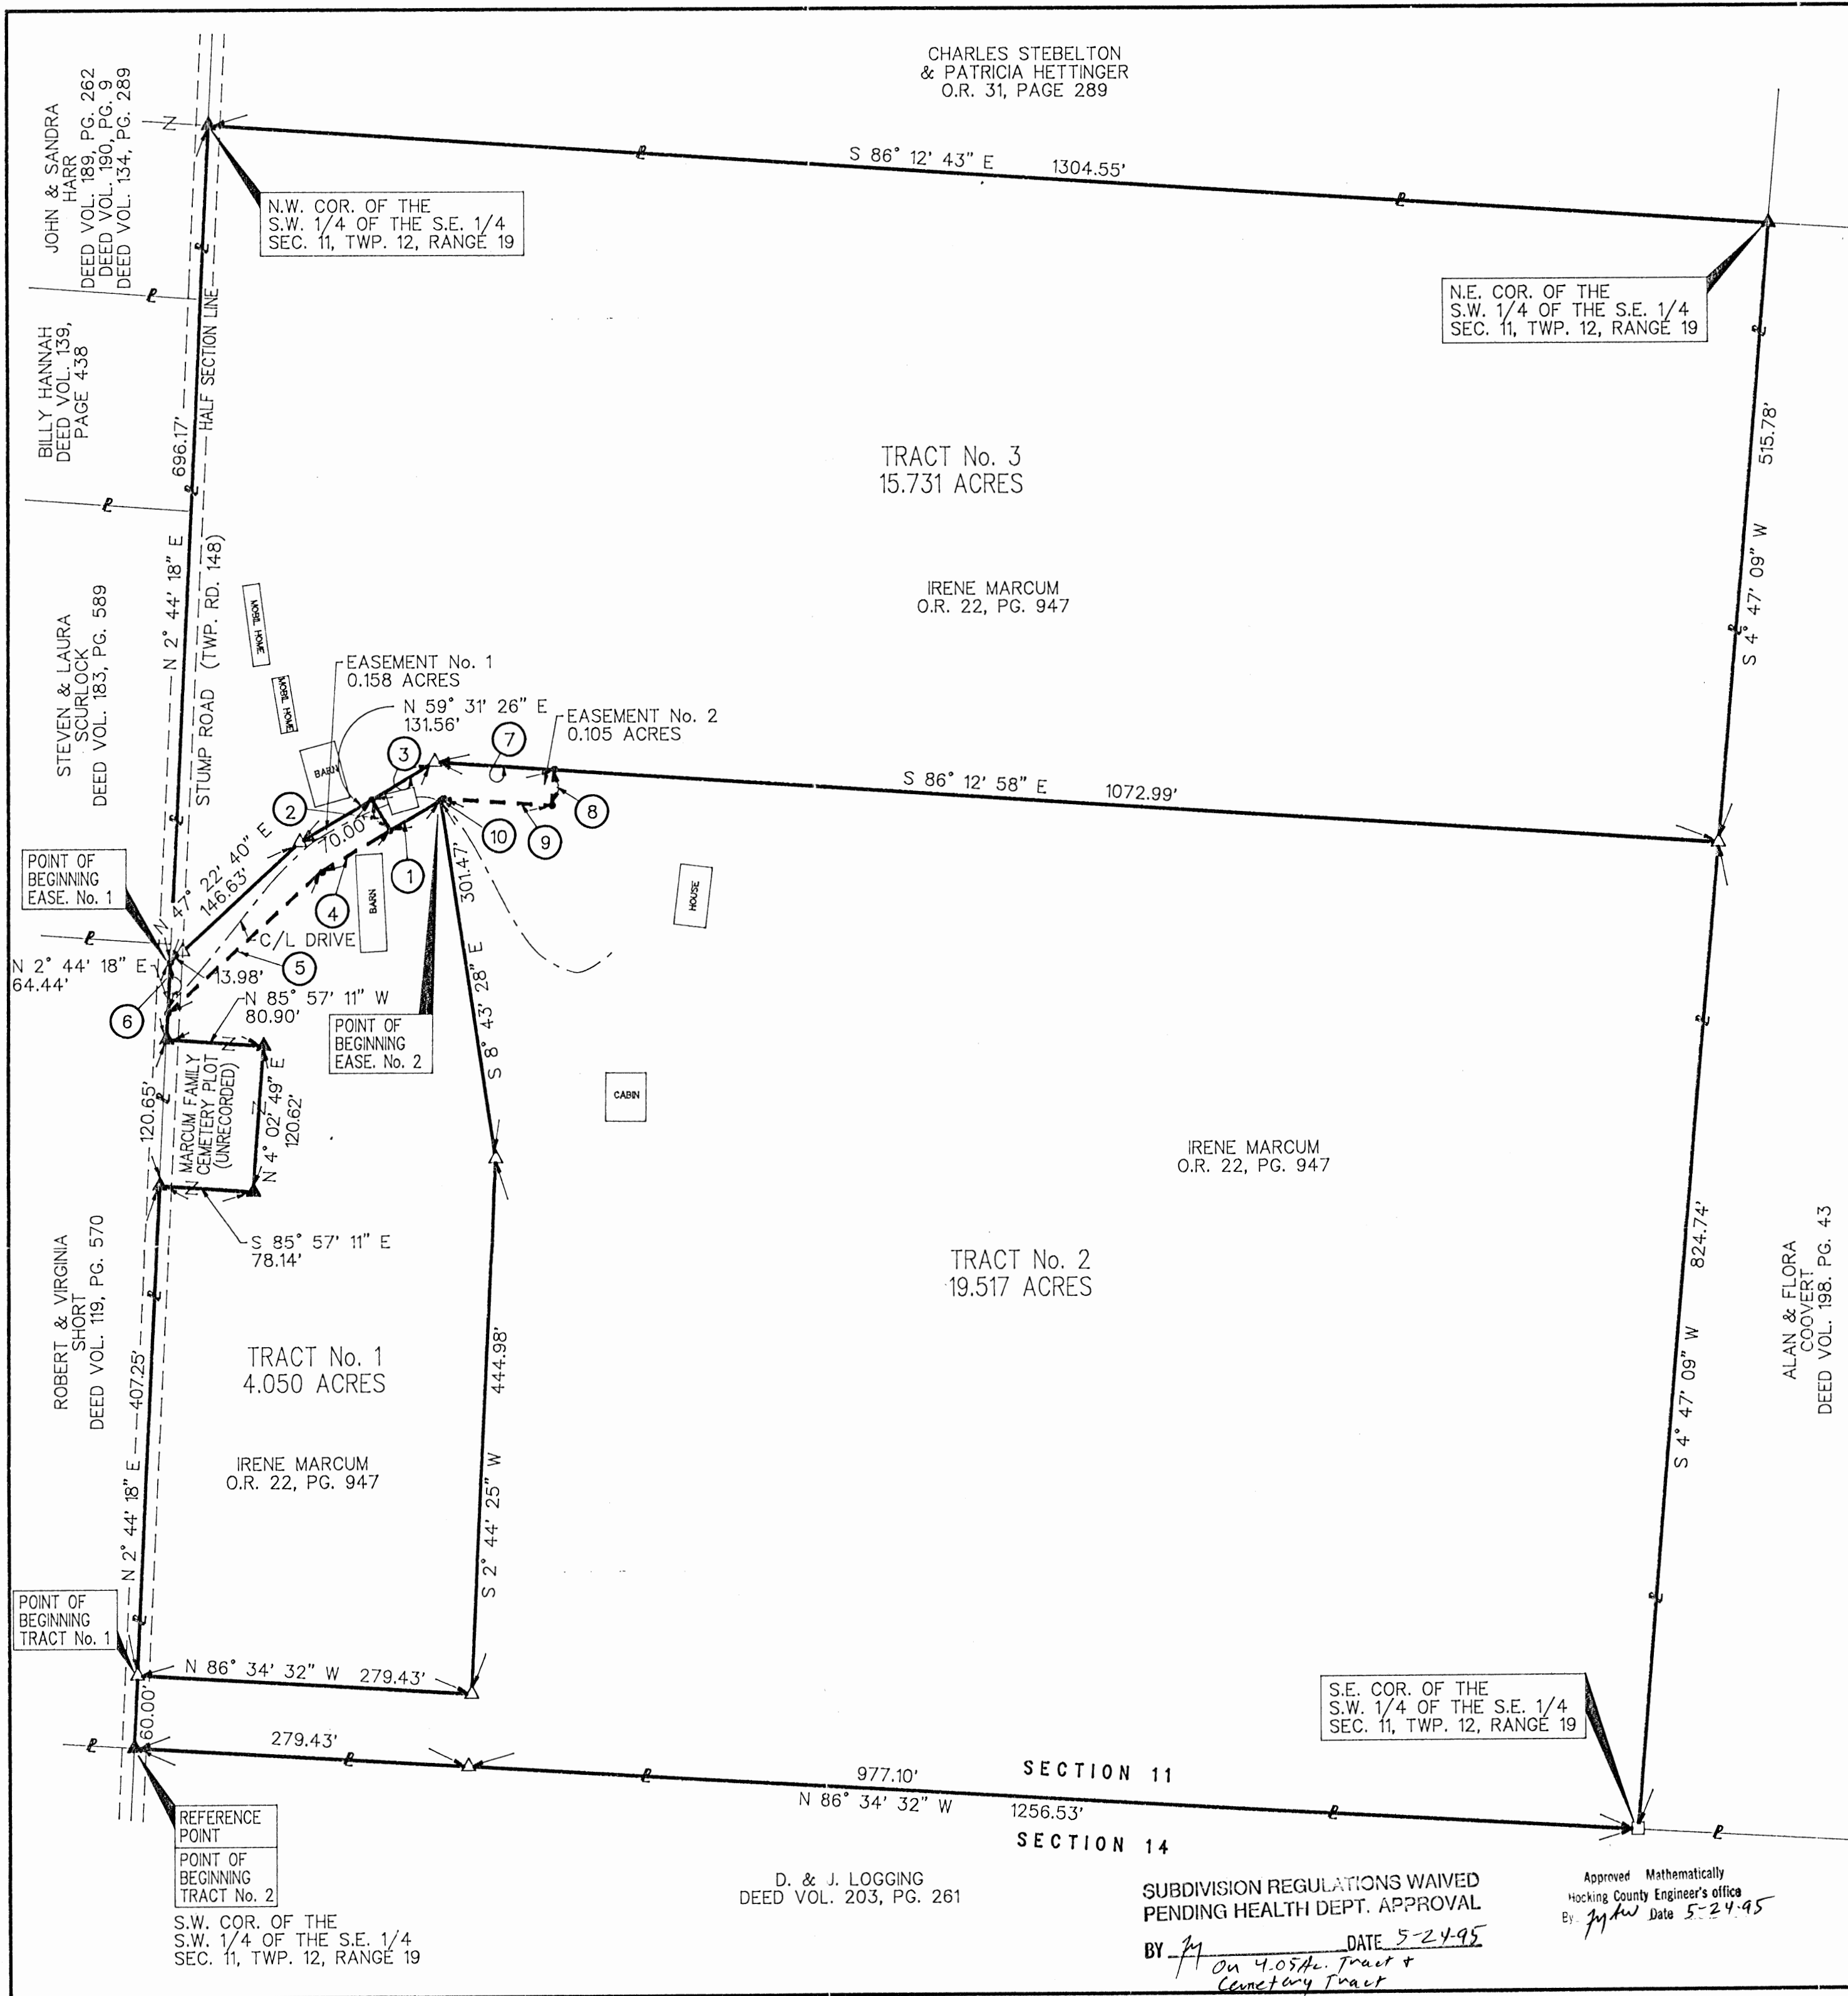 CHARLES STEBELTON
& PATRICIA HETTINGER
O.R. 31, PAGE 289
JOHN & SANDRA
HARR
DEED VOL. 189, PG. 262
DEED VOL. 190, PG. 9
DEED VOL. 134, PG. 289
S 86° 12' 43" E 1304.55'
N.W. COR. OF THE
S.W. 1/4 OF THE S.E. 1/4
SEC. 11, TWP. 12, RANGE 19
N.E. COR. OF THE
S.W. 1/4 OF THE S.E. 1/4
SEC. 11, TWP. 12, RANGE 19
BILLY HANNAH
DEED VOL. 139,
PAGE 438
696.17'
HALF SECTION LINE
N 2° 44' 18" E
STUMP ROAD (TWP. RD. 148)
515.78'
S 4° 47' 09" W
TRACT No. 3
15.731 ACRES
IRENE MARCUM
O.R. 22, PG. 947
STEVEN & LAURA
SCURLOCK
DEED VOL. 183, PG. 589
MOBIL HOME
MOBIL HOME
EASEMENT No. 1
0.158 ACRES
N 59° 31' 26" E
131.56'
EASEMENT No. 2
0.105 ACRES
BARN
3
7
2
8
9
10
1
4
5
6
70.00'
S 86° 12' 58" E 1072.99'
POINT OF
BEGINNING
EASE. No. 1
N 47° 22' 40" E
146.63'
BARN
HOUSE
301.47'
S 8° 43' 28" E
C/L DRIVE
N 2° 44' 18" E
64.44'
13.98'
N 85° 57' 11" W
80.90'
POINT OF
BEGINNING
EASE. No. 2
CABIN
120.65'
MARCUM FAMILY
CEMETERY PLOT
(UNRECORDED)
N 4° 02' 49" E
120.62'
S 85° 57' 11" E
78.14'
IRENE MARCUM
O.R. 22, PG. 947
TRACT No. 2
19.517 ACRES
824.74'
S 4° 47' 09" W
ALAN & FLORA
COOVERT
DEED VOL. 198. PG. 43
ROBERT & VIRGINIA
SHORT
DEED VOL. 119, PG. 570
407.25'
N 2° 44' 18" E
TRACT No. 1
4.050 ACRES
IRENE MARCUM
O.R. 22, PG. 947
444.98'
S 2° 44' 25" W
POINT OF
BEGINNING
TRACT No. 1
N 86° 34' 32" W 279.43'
60.00'
279.43'
977.10'
SECTION 11
N 86° 34' 32" W 1256.53'
SECTION 14
S.E. COR. OF THE
S.W. 1/4 OF THE S.E. 1/4
SEC. 11, TWP. 12, RANGE 19
REFERENCE
POINT
POINT OF
BEGINNING
TRACT No. 2
S.W. COR. OF THE
S.W. 1/4 OF THE S.E. 1/4
SEC. 11, TWP. 12, RANGE 19
D. & J. LOGGING
DEED VOL. 203, PG. 261
SUBDIVISION REGULATIONS WAIVED
PENDING HEALTH DEPT. APPROVAL
BY DATE 5-24-95
On 4.05 Ac. Tract +
Cemetery Tract
Approved Mathematically
Hocking County Engineer's office
By Date 5-24-95